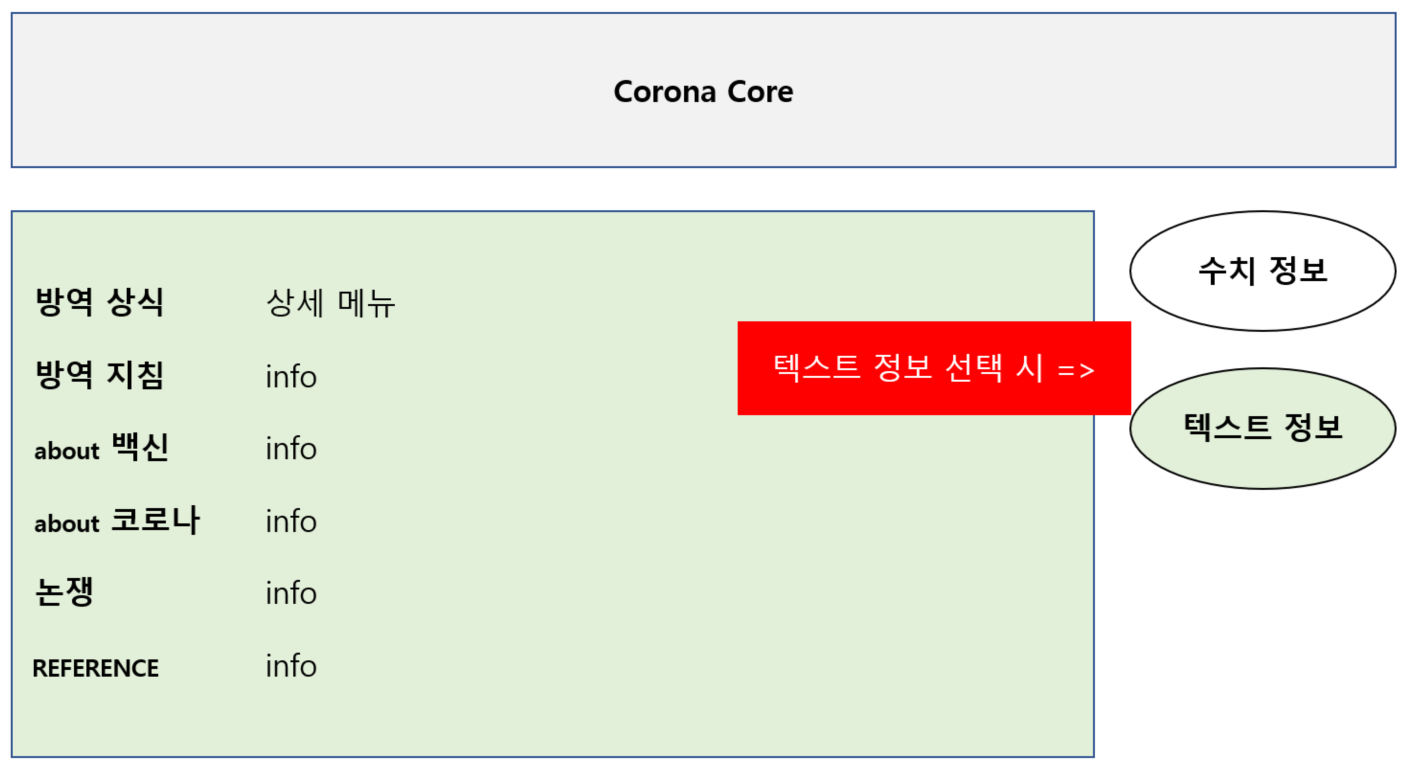 Corona Core
수치 정보
방역 상식 상세 메뉴
텍스트 정보 선택 시 =>
방역 지침 info
텍스트 정보
about 백신 info
about 코로나 info
논쟁 info
REFERENCE info